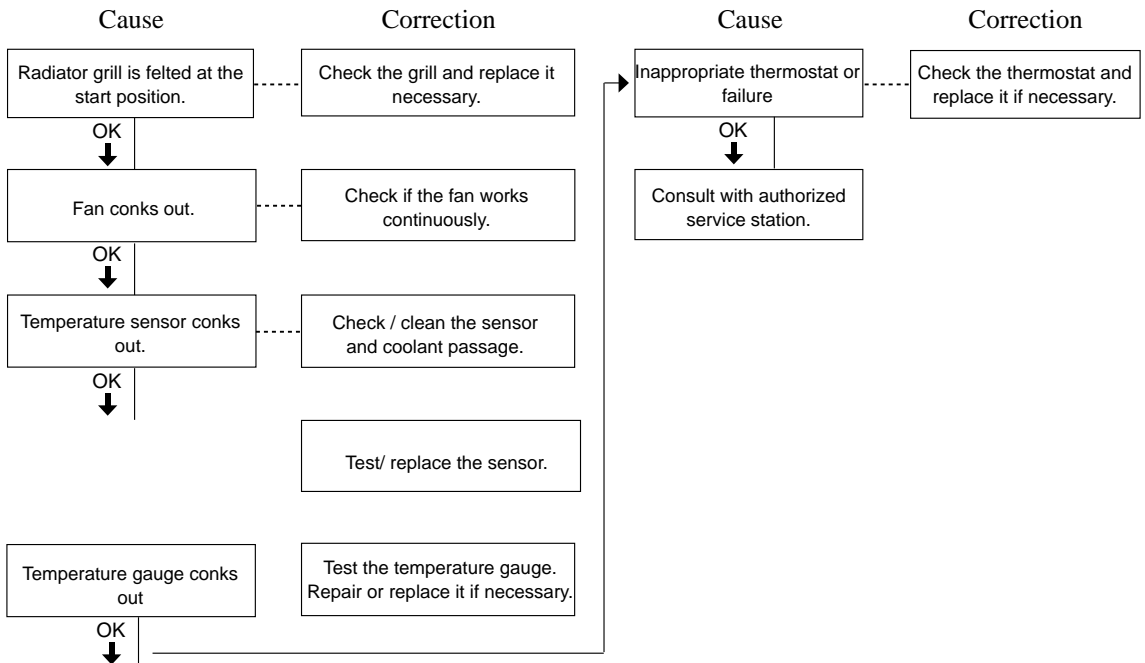 Cause
Correction
Radiator grill is felted at the
start position.
Check the grill and replace it
necessary.
OK
Fan conks out.
Check if the fan works
continuously.
OK
Temperature sensor conks
out.
Check / clean the sensor
and coolant passage.
OK
Test/ replace the sensor.
Temperature gauge conks
out
Test the temperature gauge.
Repair or replace it if necessary.
OK
Cause
Correction
Inappropriate thermostat or
failure
Check the thermostat and
replace it if necessary.
OK
Consult with authorized
service station.